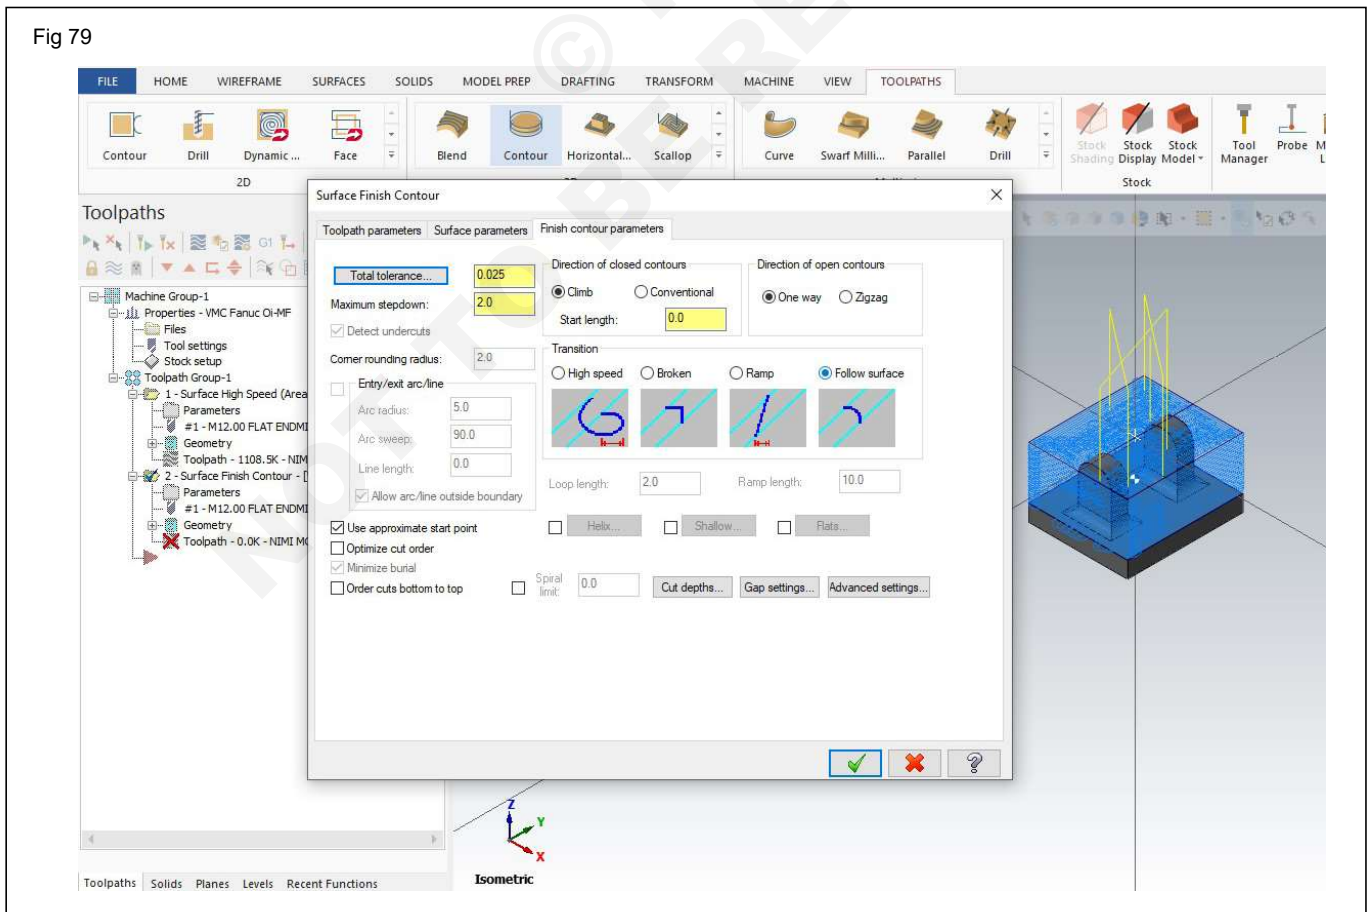 Fig 79
FILE HOME WIREFRAME SURFACES SOLIDS MODEL PREP DRAFTING TRANSFORM MACHINE VIEW TOOLPATHS
Contour Drill Dynamic ... Face Blend Contour Horizontal... Scallop Curve Swarf Milli... Parallel Drill Stock Shading Stock Display Stock Model Tool Manager Probe
2D Stock
Surface Finish Contour
Toolpaths
Toolpath parameters Surface parameters Finish contour parameters
G1
Total tolerance... 0.025 Direction of closed contours Direction of open contours
Climb Conventional One way Zigzag
Maximum stepdown: 2.0
Start length: 0.0
Detect undercuts
Corner rounding radius: 2.0 Transition
High speed Broken Ramp Follow surface
Entry/exit arc/line
Arc radius: 5.0
Arc sweep: 90.0
Line length: 0.0
Loop length: 2.0 Ramp length: 10.0
Allow arc/line outside boundary
Use approximate start point Helix... Shallow... Flats...
Optimize cut order
Minimize burial
Order cuts bottom to top Spiral limit: 0.0 Cut depths... Gap settings... Advanced settings...
Machine Group-1
Properties - VMC Fanuc Oi-MF
Files
Tool settings
Stock setup
Toolpath Group-1
1 - Surface High Speed (Area
Parameters
#1 - M12.00 FLAT ENDMI
Geometry
Toolpath - 1108.5K - NIM
2 - Surface Finish Contour - [
Parameters
#1 - M12.00 FLAT ENDMI
Geometry
Toolpath - 0.0K - NIMI MO
Z
Y
X
Isometric
Toolpaths Solids Planes Levels Recent Functions
NOT TO BE RE
©